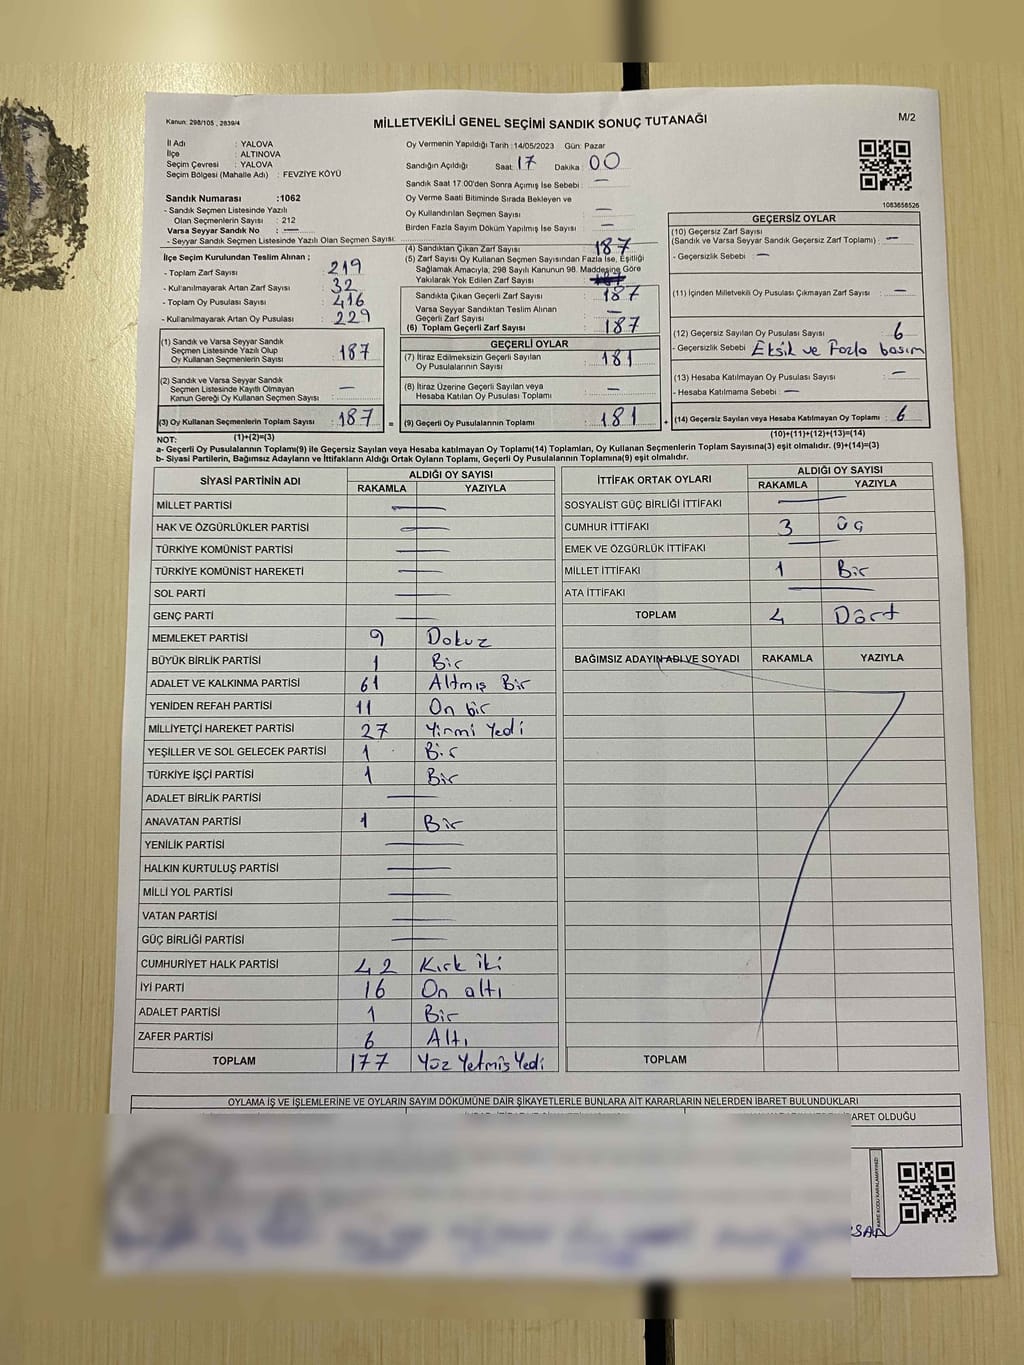 Kanun: 298/105 , 2839/4
MİLLETVEKİLİ GENEL SEÇİMİ SANDIK SONUÇ TUTANAĞI
M/2
İl Adı : YALOVA
İlçe : ALTINOVA
Seçim Çevresi : YALOVA
Seçim Bölgesi (Mahalle Adı) : FEVZİYE KÖYÜ
Sandık Numarası :1062
- Sandık Seçmen Listesinde Yazılı
Olan Seçmenlerin Sayısı : 212
Varsa Seyyar Sandık No : —
- Seyyar Sandık Seçmen Listesinde Yazılı Olan Seçmen Sayısı:
İlçe Seçim Kurulundan Teslim Alınan ;
- Toplam Zarf Sayısı : 219
- Kullanılmayarak Artan Zarf Sayısı : 32
- Toplam Oy Pusulası Sayısı : 416
- Kullanılmayarak Artan Oy Pusulası : 229
(1) Sandık ve Varsa Seyyar Sandık
Seçmen Listesinde Yazılı Olup
Oy Kullanan Seçmenlerin Sayısı : 187
(2) Sandık ve Varsa Seyyar Sandık
Seçmen Listesinde Kayıtlı Olmayan
Kanun Gereği Oy Kullanan Seçmen Sayısı : —
(3) Oy Kullanan Seçmenlerin Toplam Sayısı : 187
(1)+(2)=(3)
Oy Vermenin Yapıldığı Tarih :14/05/2023 Gün: Pazar
Sandığın Açıldığı Saat: 17 Dakika : 00
Sandık Saat 17:00'den Sonra Açımış İse Sebebi : —
Oy Verme Saati Bitiminde Sırada Bekleyen ve
Oy Kullandırılan Seçmen Sayısı : —
Birden Fazla Sayım Döküm Yapılmış İse Sayısı : —
(4) Sandıktan Çıkan Zarf Sayısı : 187
(5) Zarf Sayısı Oy Kullanan Seçmen Sayısından Fazla İse, Eşitliği
Sağlamak Amacıyla; 298 Sayılı Kanunun 98. Maddesine Göre
Yakılarak Yok Edilen Zarf Sayısı :
Sandıkta Çıkan Geçerli Zarf Sayısı : 187
Varsa Seyyar Sandıktan Teslim Alınan
Geçerli Zarf Sayısı : —
(6) Toplam Geçerli Zarf Sayısı : 187
GEÇERLİ OYLAR
(7) İtiraz Edilmeksizin Geçerli Sayılan
Oy Pusulalarının Sayısı : 181
(8) İtiraz Üzerine Geçerli Sayılan veya
Hesaba Katılan Oy Pusulası Toplamı : —
= (9) Geçerli Oy Pusulalarının Toplamı : 181
1083658526
GEÇERSİZ OYLAR
(10) Geçersiz Zarf Sayısı
(Sandık ve Varsa Seyyar Sandık Geçersiz Zarf Toplamı) : —
- Geçersizlik Sebebi : —
(11) İçinden Milletvekili Oy Pusulası Çıkmayan Zarf Sayısı : —
(12) Geçersiz Sayılan Oy Pusulası Sayısı : 6
- Geçersizlik Sebebi : Eksik ve Fazla basım
(13) Hesaba Katılmayan Oy Pusulası Sayısı : —
- Hesaba Katılmama Sebebi : —
+ (14) Geçersiz Sayılan veya Hesaba Katılmayan Oy Toplamı : 6
(10)+(11)+(12)+(13)=(14)
NOT:
a- Geçerli Oy Pusulalarının Toplamı(9) ile Geçersiz Sayılan veya Hesaba katılmayan Oy Toplamı(14) Toplamları, Oy Kullanan Seçmenlerin Toplam Sayısına(3) eşit olmalıdır. (9)+(14)=(3)
b- Siyasi Partilerin, Bağımsız Adayların ve İttifakların Aldığı Ortak Oyların Toplamı, Geçerli Oy Pusulalarının Toplamına(9) eşit olmalıdır.
SİYASİ PARTİNİN ADI ALDIĞI OY SAYISI
RAKAMLA YAZIYLA
MİLLET PARTİSİ —
HAK VE ÖZGÜRLÜKLER PARTİSİ —
TÜRKİYE KOMÜNİST PARTİSİ —
TÜRKİYE KOMÜNİST HAREKETİ —
SOL PARTİ —
GENÇ PARTİ —
MEMLEKET PARTİSİ 9 Dokuz
BÜYÜK BİRLİK PARTİSİ 1 Bir
ADALET VE KALKINMA PARTİSİ 61 Altmış Bir
YENİDEN REFAH PARTİSİ 11 On bir
MİLLİYETÇİ HAREKET PARTİSİ 27 Yirmi Yedi
YEŞİLLER VE SOL GELECEK PARTİSİ 1 Bir
TÜRKİYE İŞÇİ PARTİSİ 1 Bir
ADALET BİRLİK PARTİSİ —
ANAVATAN PARTİSİ 1 Bir
YENİLİK PARTİSİ —
HALKIN KURTULUŞ PARTİSİ —
MİLLİ YOL PARTİSİ —
VATAN PARTİSİ —
GÜÇ BİRLİĞİ PARTİSİ —
CUMHURİYET HALK PARTİSİ 42 Kırk iki
İYİ PARTİ 16 On altı
ADALET PARTİSİ 1 Bir
ZAFER PARTİSİ 6 Altı
TOPLAM 177 Yüz Yetmiş Yedi
İTTİFAK ORTAK OYLARI ALDIĞI OY SAYISI
RAKAMLA YAZIYLA
SOSYALİST GÜÇ BİRLİĞİ İTTİFAKI —
CUMHUR İTTİFAKI 3 Üç
EMEK VE ÖZGÜRLÜK İTTİFAKI —
MİLLET İTTİFAKI 1 Bir
ATA İTTİFAKI —
TOPLAM 4 Dört
BAĞIMSIZ ADAYIN ADI VE SOYADI RAKAMLA YAZIYLA
TOPLAM
OYLAMA İŞ VE İŞLEMLERİNE VE OYLARIN SAYIM DÖKÜMÜNE DAİR ŞİKAYETLERLE BUNLARA AİT KARARLARIN NELERDEN İBARET BULUNDUKLARI
BARET OLDUĞU